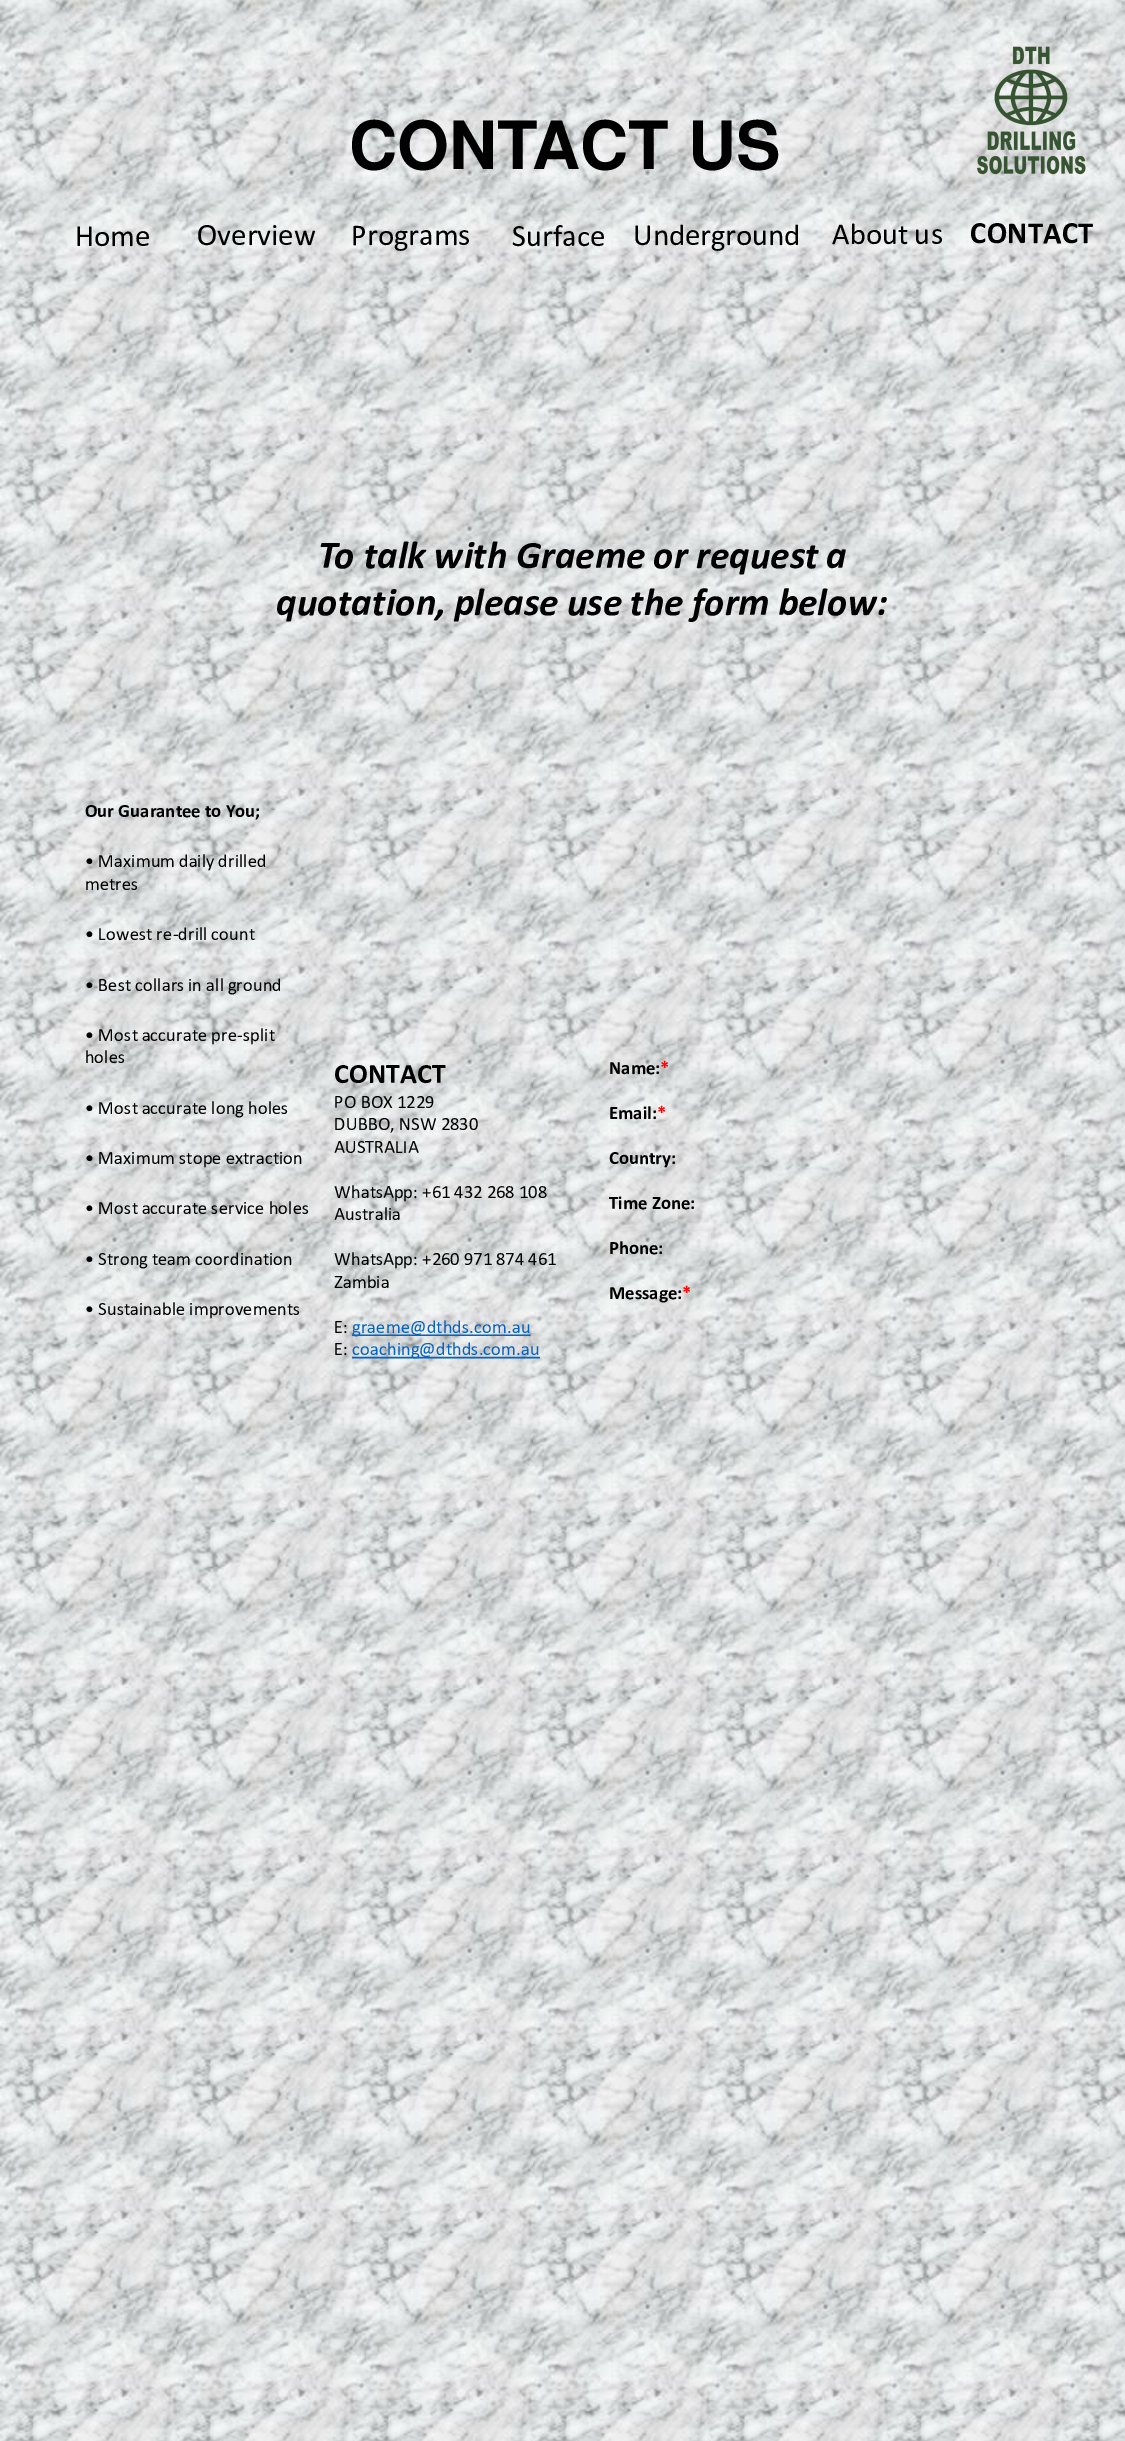 DTH
DRILLING
SOLUTIONS
CONTACT US
Home Overview Programs Surface Underground About us CONTACT
To talk with Graeme or request a
quotation, please use the form below:
Our Guarantee to You;
• Maximum daily drilled
metres
• Lowest re-drill count
• Best collars in all ground
• Most accurate pre-split
holes
• Most accurate long holes
• Maximum stope extraction
• Most accurate service holes
• Strong team coordination
• Sustainable improvements
CONTACT
PO BOX 1229
DUBBO, NSW 2830
AUSTRALIA
WhatsApp: +61 432 268 108
Australia
WhatsApp: +260 971 874 461
Zambia
E: graeme@dthds.com.au
E: coaching@dthds.com.au
Name:*
Email:*
Country:
Time Zone:
Phone:
Message:*